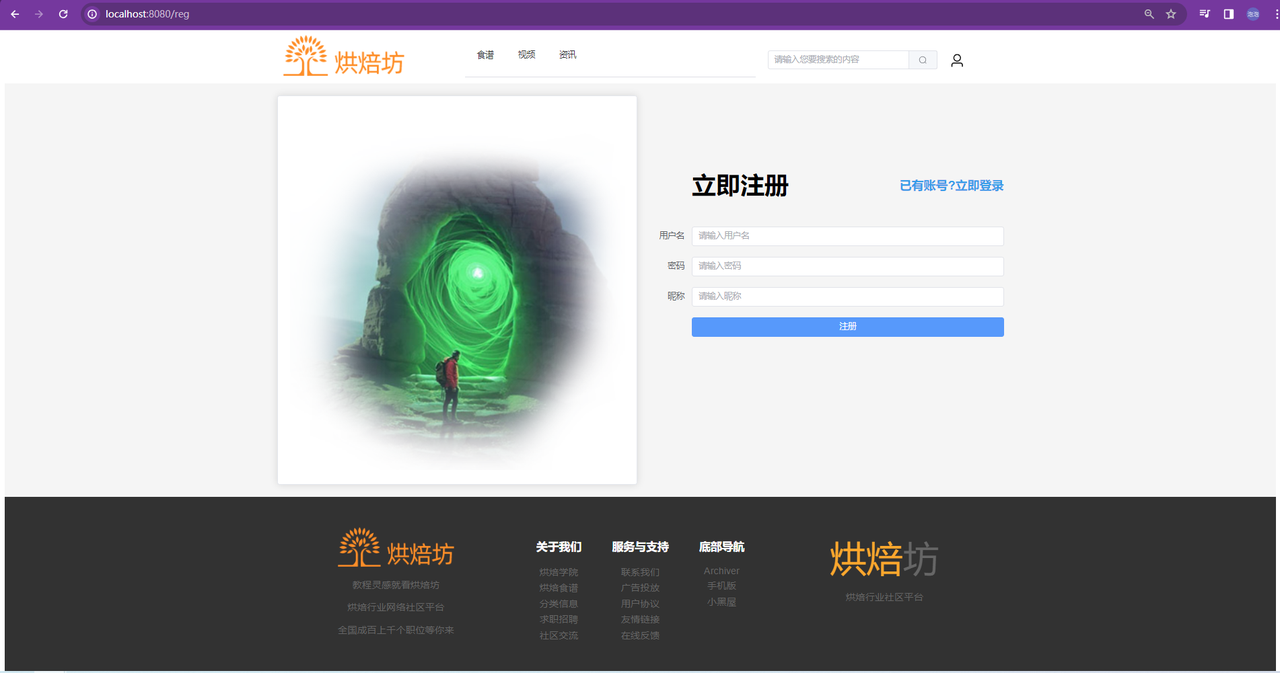 localhost:8080/reg
烘焙坊
食谱
视频
资讯
请输入您要搜索的内容
立即注册
已有账号?立即登录
用户名
请输入用户名
密码
请输入密码
昵称
请输入昵称
注册
烘焙坊
教程灵感就看烘焙坊
烘焙行业网络社区平台
全国成百上千个职位等你来
关于我们
烘焙学院
烘焙食谱
分类信息
求职招聘
社区交流
服务与支持
联系我们
广告投放
用户协议
友情链接
在线反馈
底部导航
Archiver
手机版
小黑屋
烘焙坊
烘焙行业社区平台